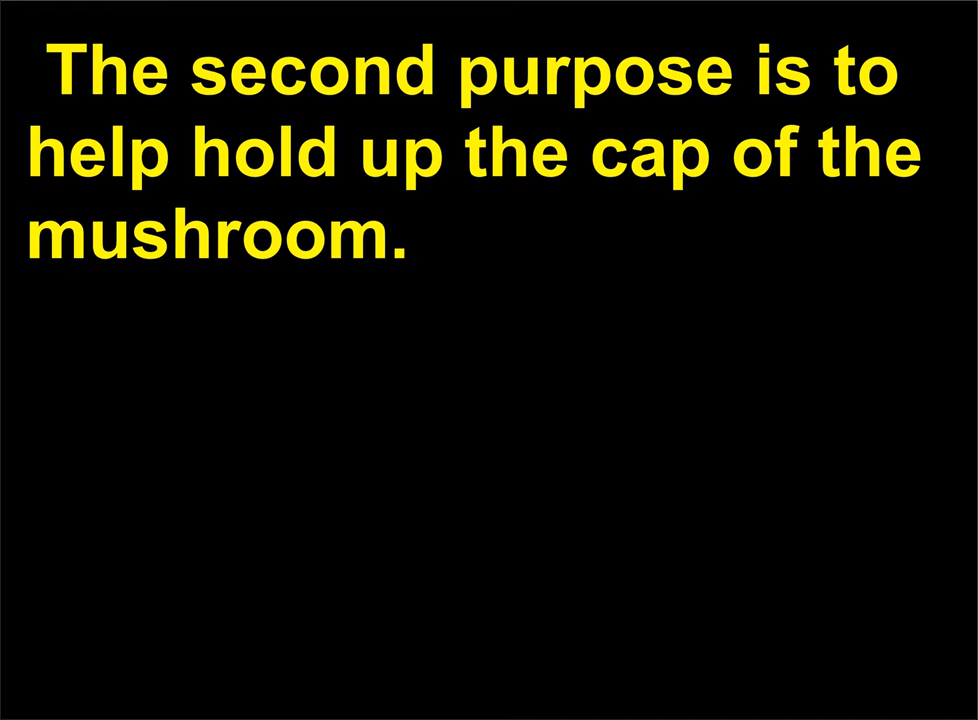 The second purpose is to
help hold up the cap of the
mushroom.